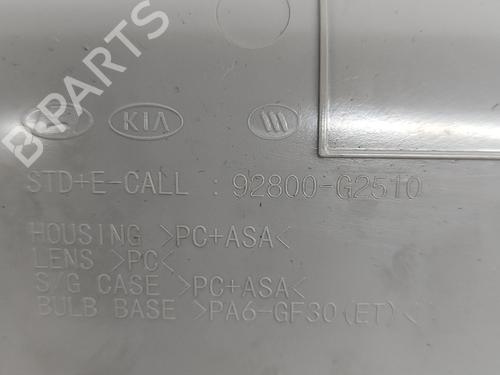 B-PARTS
KIA
STD+E-CALL : 92800-G2510
HOUSING >PC+ASA<
LENS >PC<
S/G CASE >PC+ASA<
BULB BASE >PA6-GF30(ET)<